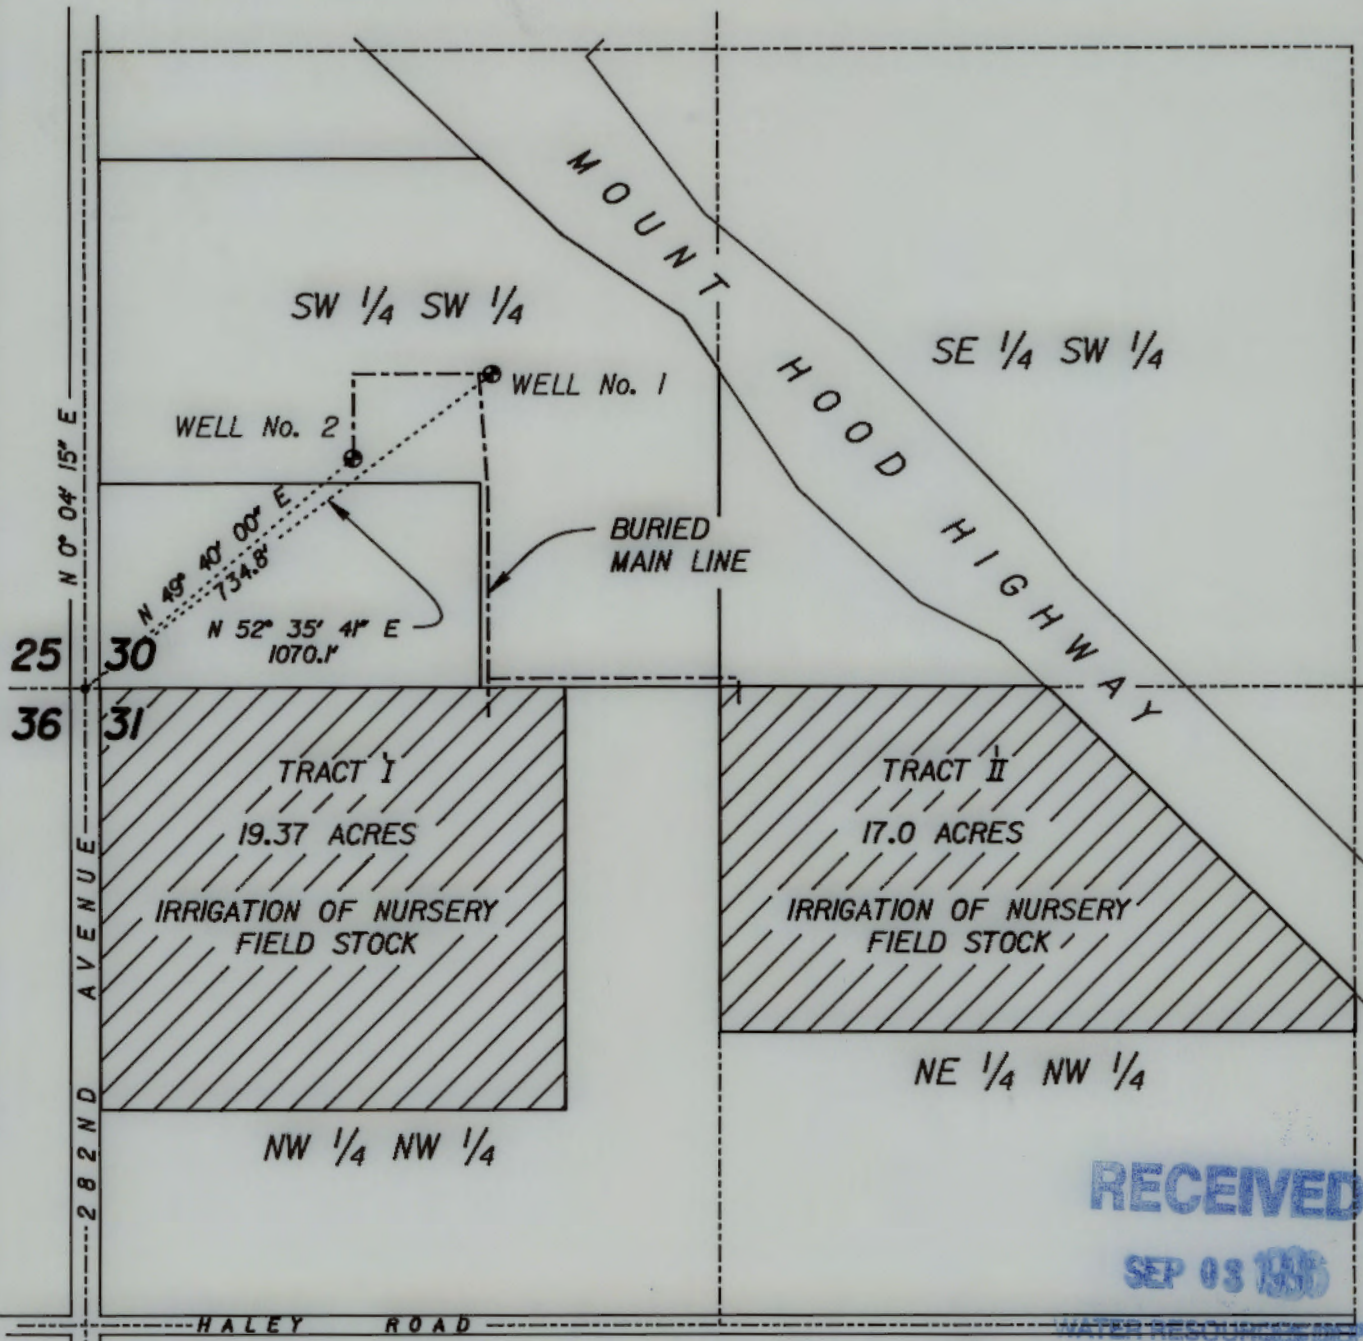 MOUNT HOOD HIGHWAY
SW 1/4 SW 1/4
SE 1/4 SW 1/4
WELL No. 1
WELL No. 2
N 0° 04' 15" E
BURIED
MAIN LINE
N 49° 40' 00" E
734.8'
N 52° 35' 41" E
1070.1'
25 30
36 31
TRACT I
19.37 ACRES
IRRIGATION OF NURSERY
FIELD STOCK
TRACT II
17.0 ACRES
IRRIGATION OF NURSERY
FIELD STOCK
282ND AVENUE
NE 1/4 NW 1/4
NW 1/4 NW 1/4
RECEIVED
SEP 03
HALEY ROAD
WATER RESOURCES